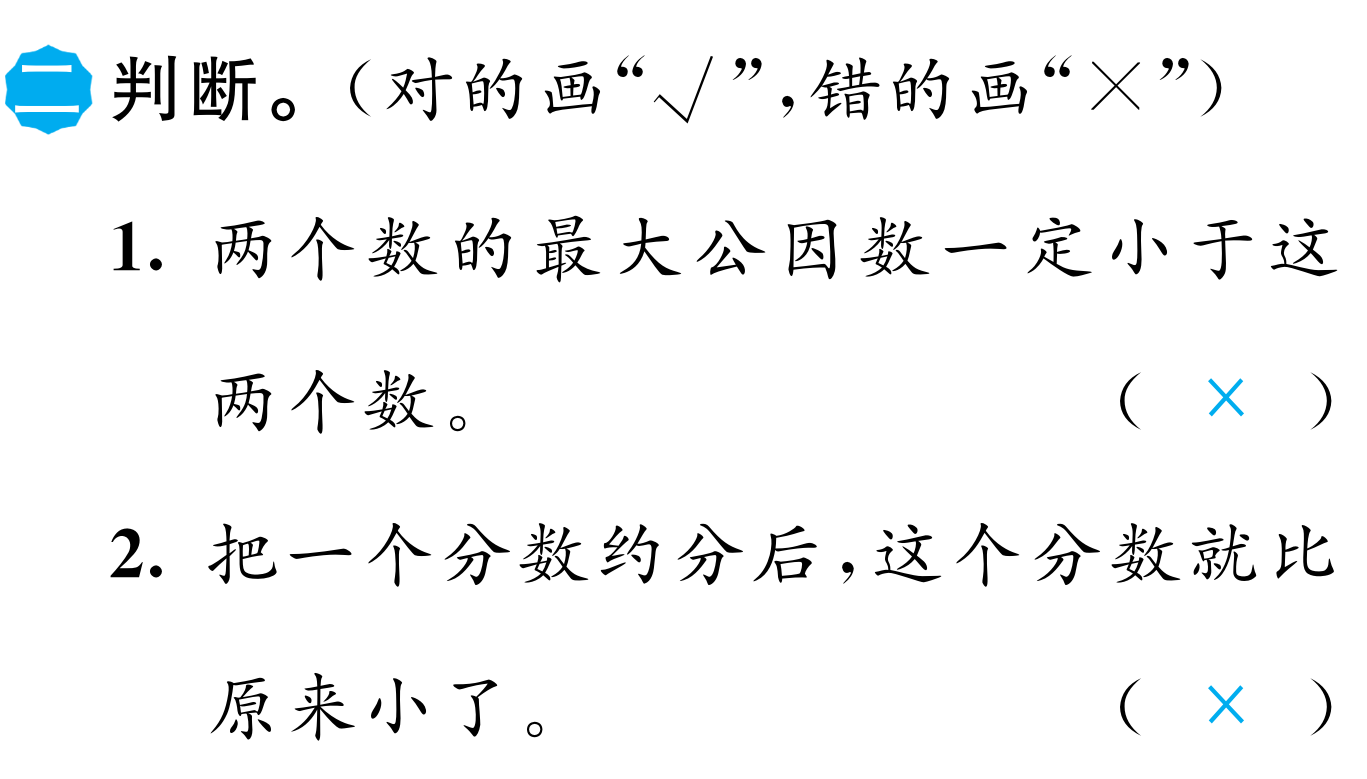 二 判断。（对的画“√”，错的画“×”）
1. 两个数的最大公因数一定小于这
两个数。 （ × ）
2. 把一个分数约分后，这个分数就比
原来小了。 （ × ）